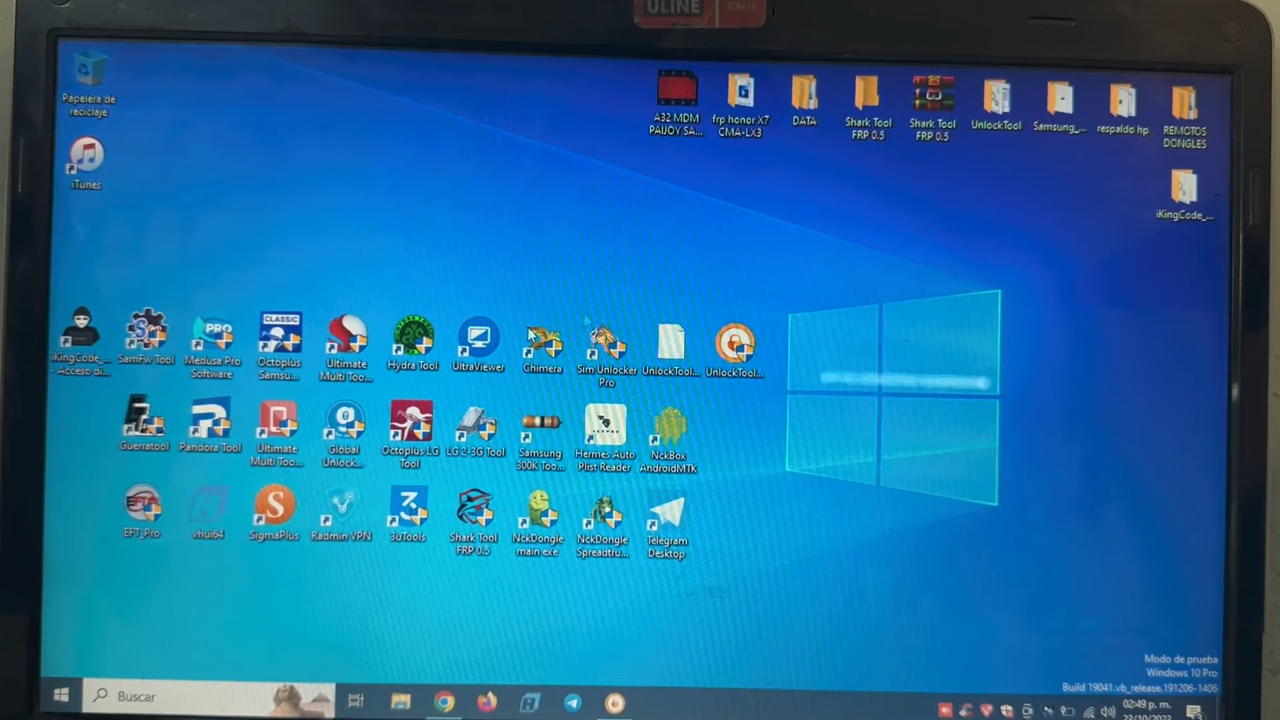 ULINE
CARE
Papelera de
reciclaje
A32 MDM
PAIJOY SA...
frp honor X7
CMA-LX3
DATA
Shark Tool
FRP 0.5
Shark Tool
FRP 0.5
UnlockTool
Samsung_...
respaldo hp
REMOTOS
DONGLES
iTunes
iKingCode_...
iKingCode_...
- Acceso di...
SamFw Tool
Medusa Pro
Software
CLASSIC
Octoplus
Samsu...
Ultimate
Multi Too...
Hydra Tool
UltraViewer
Chimera
Sim Unlocker
Pro
UnlockTool...
UnlockTool...
Guerratool
Pandora Tool
Ultimate
Multi Too...
Global
Unlock...
Octoplus LG
Tool
LG 2-3G Tool
Samsung
300K Too...
Hermes Auto
Plist Reader
NckBox
AndroidMTK
EFT_Pro
vhui64
SigmaPlus
Radmin VPN
3uTools
Shark Tool
FRP 0.5
NckDongle
main exe
NckDongle
Spreadtru...
Telegram
Desktop
Modo de prueba
Windows 10 Pro
Build 19041.vb_release.191206-1406
Buscar
02:49 p. m.